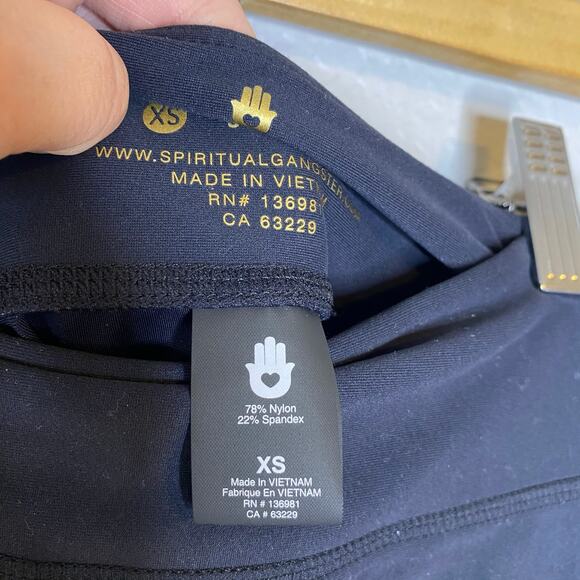 XS
WWW.SPIRITUALGANGSTER.COM
MADE IN VIETNAM
RN# 13698
CA 63229
78% Nylon
22% Spandex
XS
Made In VIETNAM
Fabrique En VIETNAM
RN # 136981
CA # 63229